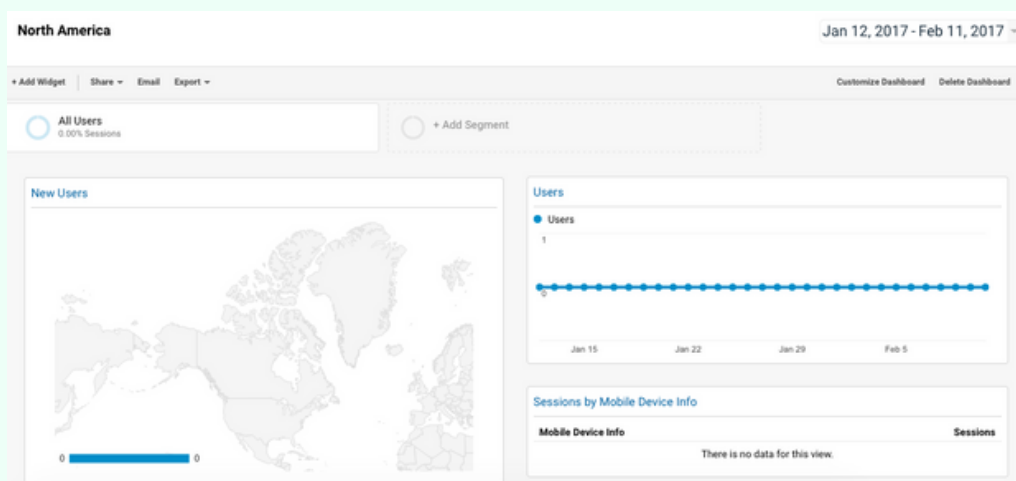 North America
Jan 12, 2017 - Feb 11, 2017
+ Add Widget Share Email Export
Customize Dashboard Delete Dashboard
All Users
0.00% Sessions
+ Add Segment
New Users
0 0
Users
Users
1
0
Jan 15 Jan 22 Jan 29 Feb 5
Sessions by Mobile Device Info
Mobile Device Info Sessions
There is no data for this view.